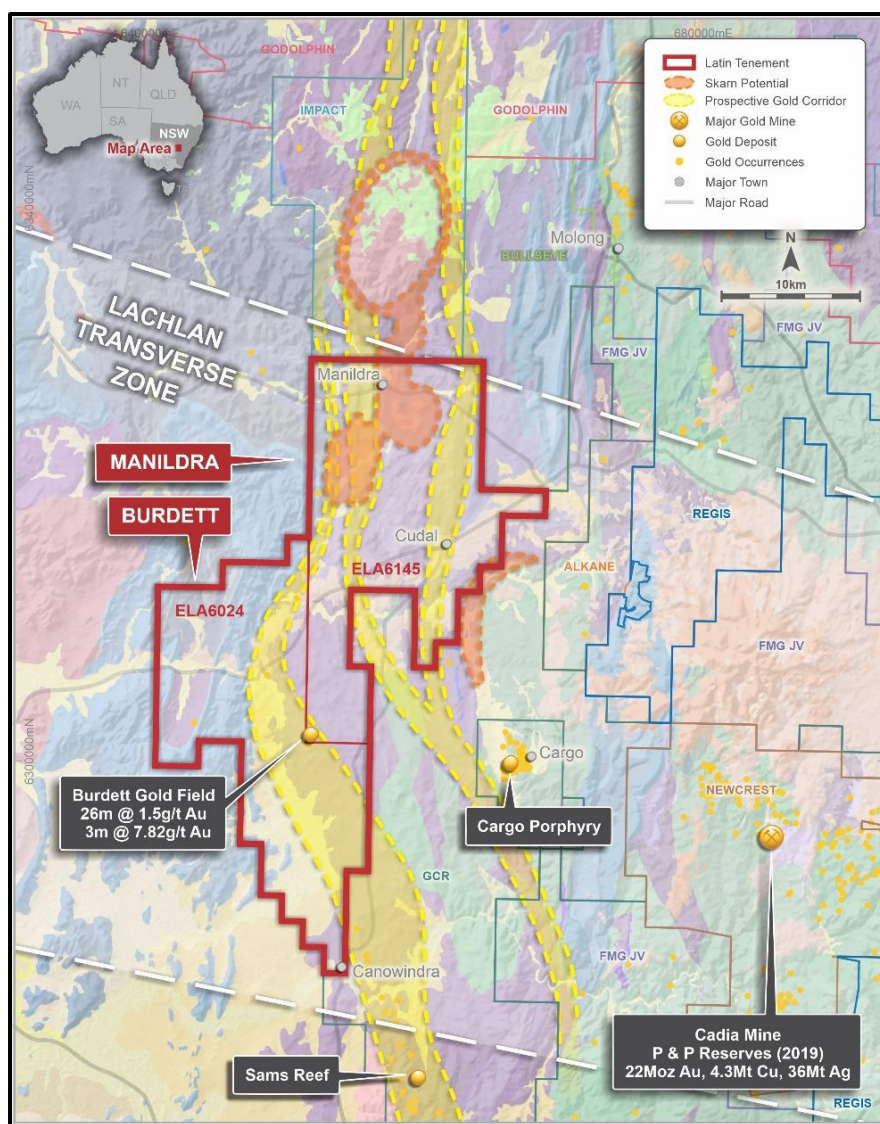 6400000mE
680000mE
GODOLPHIN
NT
QLD
WA
SA
NSW
Map Area
IMPACT
GODOLPHIN
Latin Tenement
Skarn Potential
Prospective Gold Corridor
Major Gold Mine
Gold Deposit
Gold Occurrences
Major Town
Major Road
N
10km
6340000mN
Molong
BULLSEYE
LACHLAN
TRANSVERSE
ZONE
FMG JV
FMG JV
Manildra
MANILDRA
BURDETT
REGIS
Cudal
ELA6145
ALKANE
ELA6024
FMG JV
6300000mN
Cargo
Burdett Gold Field
26m @ 1.5g/t Au
3m @ 7.82g/t Au
NEWCREST
Cargo Porphyry
GCR
FMG JV
Canowindra
Cadia Mine
P & P Reserves (2019)
22Moz Au, 4.3Mt Cu, 36Mt Ag
Sams Reef
REGIS